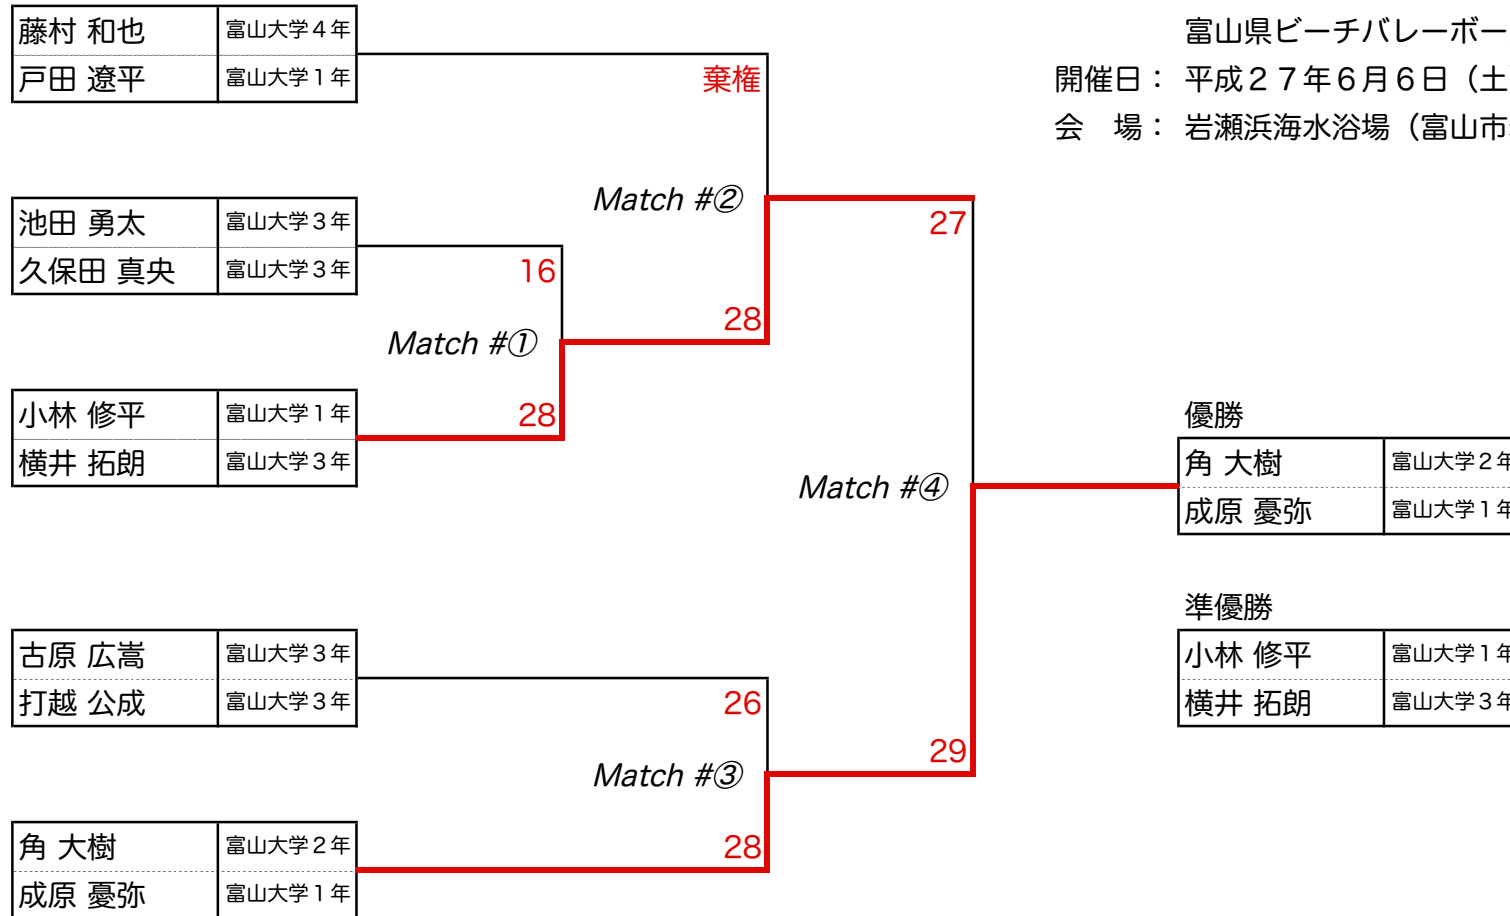 藤村 和也 富山大学4年
戸田 遼平 富山大学1年
富山県ビーチバレーボー
開催日： 平成２７年６月６日（土
会　場： 岩瀬浜海水浴場（富山市
棄権
Match #②
池田 勇太 富山大学3年
久保田 真央 富山大学3年
27
16
28
Match #①
小林 修平 富山大学1年
横井 拓朗 富山大学3年
28
優勝
角 大樹 富山大学2年
成原 憂弥 富山大学1年
Match #④
準優勝
小林 修平 富山大学1年
横井 拓朗 富山大学3年
古原 広嵩 富山大学3年
打越 公成 富山大学3年
26
29
Match #③
角 大樹 富山大学2年
成原 憂弥 富山大学1年
28